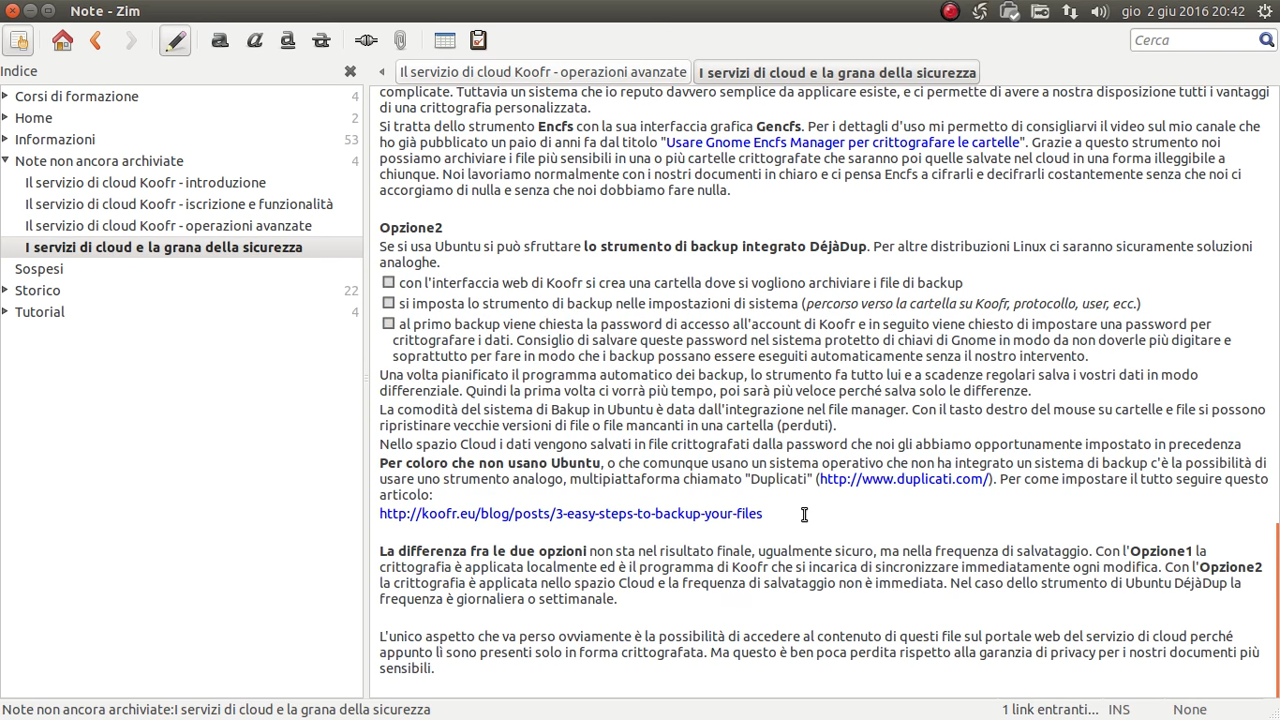 Note - Zim
gio 2 giu 2016 20:42
a a a a
Cerca
Indice
Il servizio di cloud Koofr - operazioni avanzate
I servizi di cloud e la grana della sicurezza
Corsi di formazione 4
Home 2
Informazioni 53
Note non ancora archiviate 4
Il servizio di cloud Koofr - introduzione
Il servizio di cloud Koofr - iscrizione e funzionalità
Il servizio di cloud Koofr - operazioni avanzate
I servizi di cloud e la grana della sicurezza
Sospesi
Storico 22
Tutorial 4
complicate. Tuttavia un sistema che io reputo davvero semplice da applicare esiste, e ci permette di avere a nostra disposizione tutti i vantaggi
di una crittografia personalizzata.
Si tratta dello strumento Encfs con la sua interfaccia grafica Gencfs. Per i dettagli d'uso mi permetto di consigliarvi il video sul mio canale che
ho già pubblicato un paio di anni fa dal titolo "Usare Gnome Encfs Manager per crittografare le cartelle". Grazie a questo strumento noi
possiamo archiviare i file più sensibili in una o più cartelle crittografate che saranno poi quelle salvate nel cloud in una forma illeggibile a
chiunque. Noi lavoriamo normalmente con i nostri documenti in chiaro e ci pensa Encfs a cifrarli e decifrarli costantemente senza che noi ci
accorgiamo di nulla e senza che noi dobbiamo fare nulla.
Opzione2
Se si usa Ubuntu si può sfruttare lo strumento di backup integrato DéjàDup. Per altre distribuzioni Linux ci saranno sicuramente soluzioni
analoghe.
con l'interfaccia web di Koofr si crea una cartella dove si vogliono archiviare i file di backup
si imposta lo strumento di backup nelle impostazioni di sistema (percorso verso la cartella su Koofr, protocollo, user, ecc.)
al primo backup viene chiesta la password di accesso all'account di Koofr e in seguito viene chiesto di impostare una password per
crittografare i dati. Consiglio di salvare queste password nel sistema protetto di chiavi di Gnome in modo da non doverle più digitare e
soprattutto per fare in modo che i backup possano essere eseguiti automaticamente senza il nostro intervento.
Una volta pianificato il programma automatico dei backup, lo strumento fa tutto lui e a scadenze regolari salva i vostri dati in modo
differenziale. Quindi la prima volta ci vorrà più tempo, poi sarà più veloce perché salva solo le differenze.
La comodità del sistema di Bakup in Ubuntu è data dall'integrazione nel file manager. Con il tasto destro del mouse su cartelle e file si possono
ripristinare vecchie versioni di file o file mancanti in una cartella (perduti).
Nello spazio Cloud i dati vengono salvati in file crittografati dalla password che noi gli abbiamo opportunamente impostato in precedenza
Per coloro che non usano Ubuntu, o che comunque usano un sistema operativo che non ha integrato un sistema di backup c'è la possibilità di
usare uno strumento analogo, multipiattaforma chiamato "Duplicati" (http://www.duplicati.com/). Per come impostare il tutto seguire questo
articolo:
http://koofr.eu/blog/posts/3-easy-steps-to-backup-your-files
La differenza fra le due opzioni non sta nel risultato finale, ugualmente sicuro, ma nella frequenza di salvataggio. Con l'Opzione1 la
crittografia è applicata localmente ed è il programma di Koofr che si incarica di sincronizzare immediatamente ogni modifica. Con l'Opzione2
la crittografia è applicata nello spazio Cloud e la frequenza di salvataggio non è immediata. Nel caso dello strumento di Ubuntu DéjàDup la
frequenza è giornaliera o settimanale.
L'unico aspetto che va perso ovviamente è la possibilità di accedere al contenuto di questi file sul portale web del servizio di cloud perché
appunto lì sono presenti solo in forma crittografata. Ma questo è ben poca perdita rispetto alla garanzia di privacy per i nostri documenti più
sensibili.
Note non ancora archiviate:I servizi di cloud e la grana della sicurezza
1 link entranti... INS None